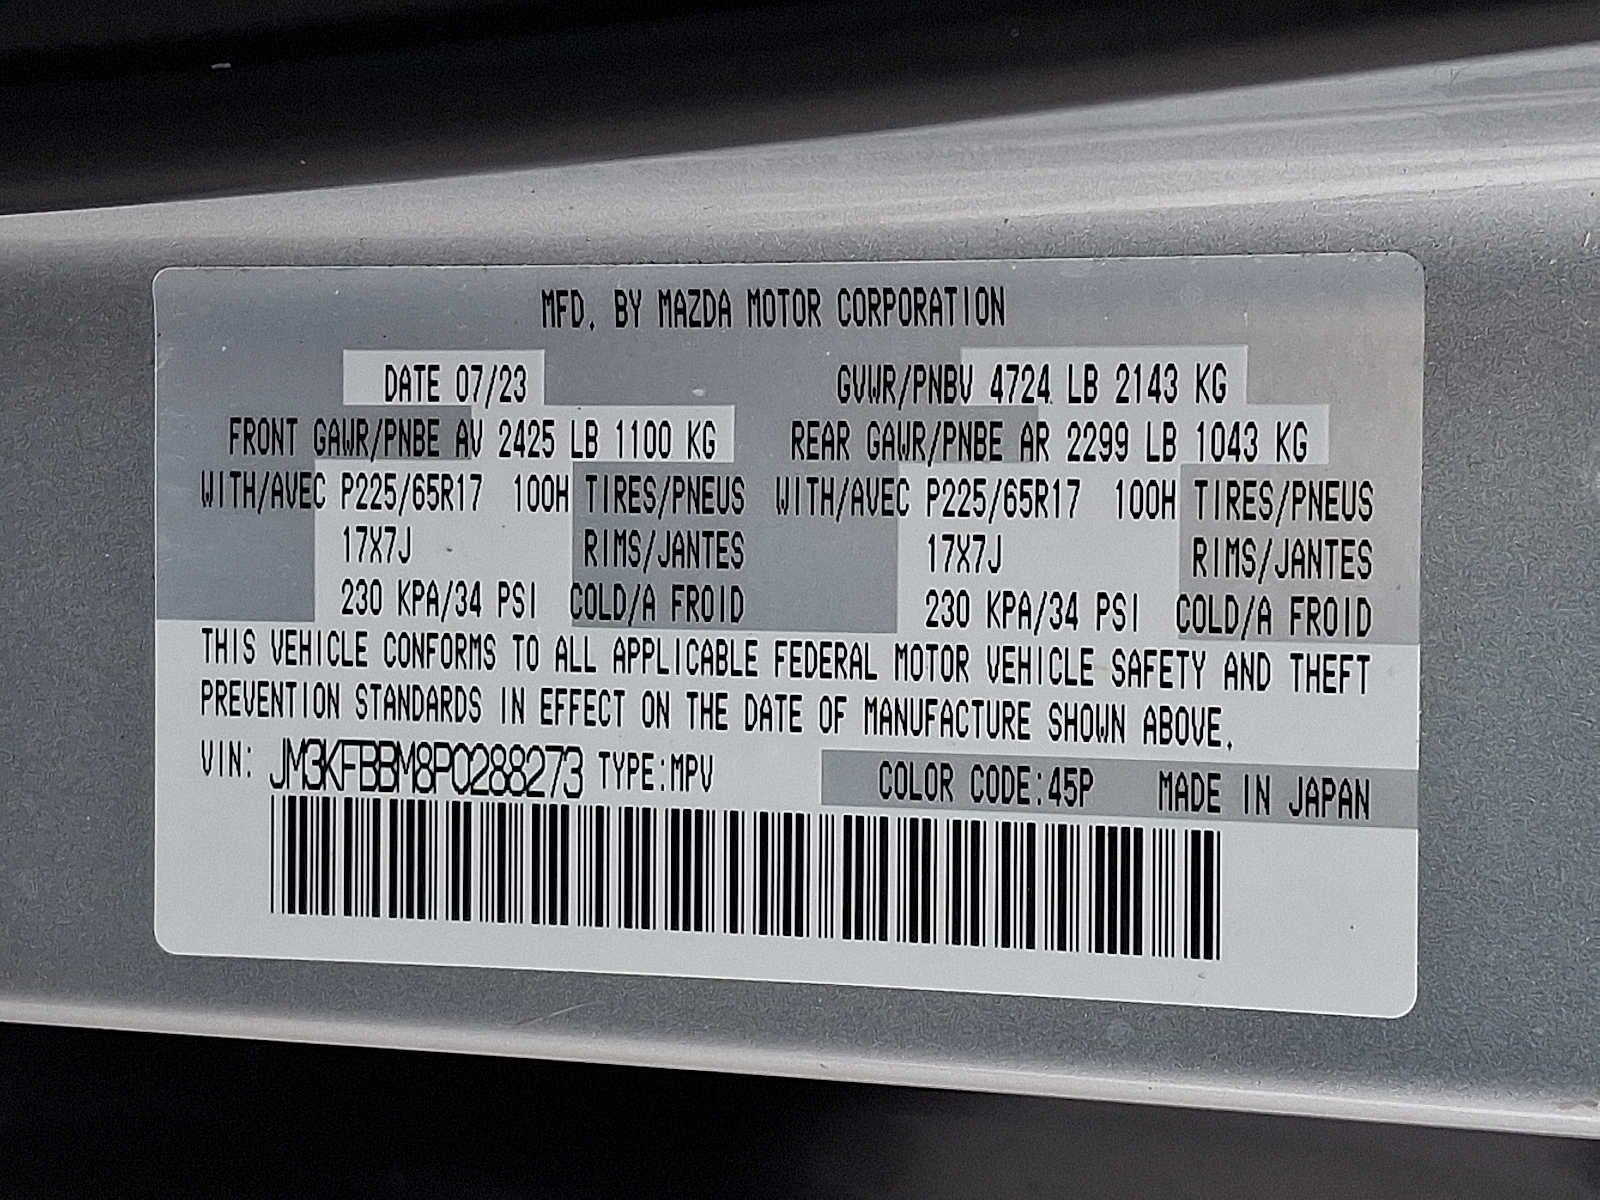 MFD. BY MAZDA MOTOR CORPORATION
DATE 07/23 GVWR/PNBV 4724 LB 2143 KG
FRONT GAWR/PNBE AV 2425 LB 1100 KG REAR GAWR/PNBE AR 2299 LB 1043 KG
WITH/AVEC P225/65R17 100H TIRES/PNEUS WITH/AVEC P225/65R17 100H TIRES/PNEUS
17X7J RIMS/JANTES 17X7J RIMS/JANTES
230 KPA/34 PSI COLD/A FROID 230 KPA/34 PSI COLD/A FROID
THIS VEHICLE CONFORMS TO ALL APPLICABLE FEDERAL MOTOR VEHICLE SAFETY AND THEFT
PREVENTION STANDARDS IN EFFECT ON THE DATE OF MANUFACTURE SHOWN ABOVE.
VIN: JM3KFBBM8P0288273 TYPE:MPV COLOR CODE:45P MADE IN JAPAN